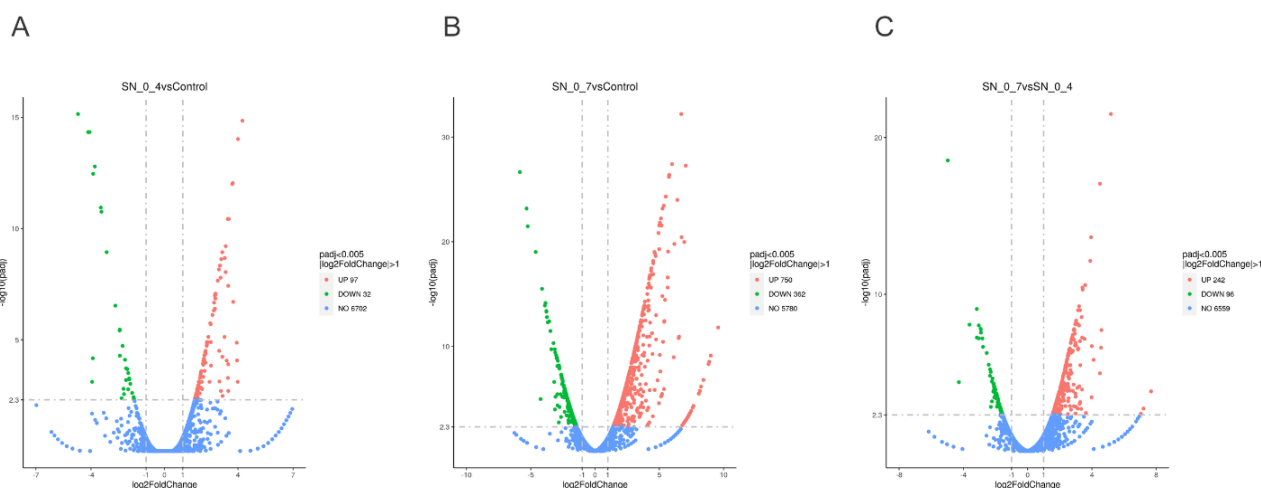 A
B
C
SN_0_4vsControl
15
10
5
2.3
-log10(padj)
-7
-4
-1
0
1
4
7
log2FoldChange
padj<0.005
|log2FoldChange|>1
UP 97
DOWN 32
NO 6702
SN_0_7vsControl
30
20
10
2.3
-log10(padj)
-10
-5
-1
0
1
5
10
log2FoldChange
padj<0.005
|log2FoldChange|>1
UP 750
DOWN 362
NO 5780
SN_0_7vsSN_0_4
20
10
2.3
-log10(padj)
-8
-4
-1
0
1
4
8
log2FoldChange
padj<0.005
|log2FoldChange|>1
UP 242
DOWN 96
NO 6559